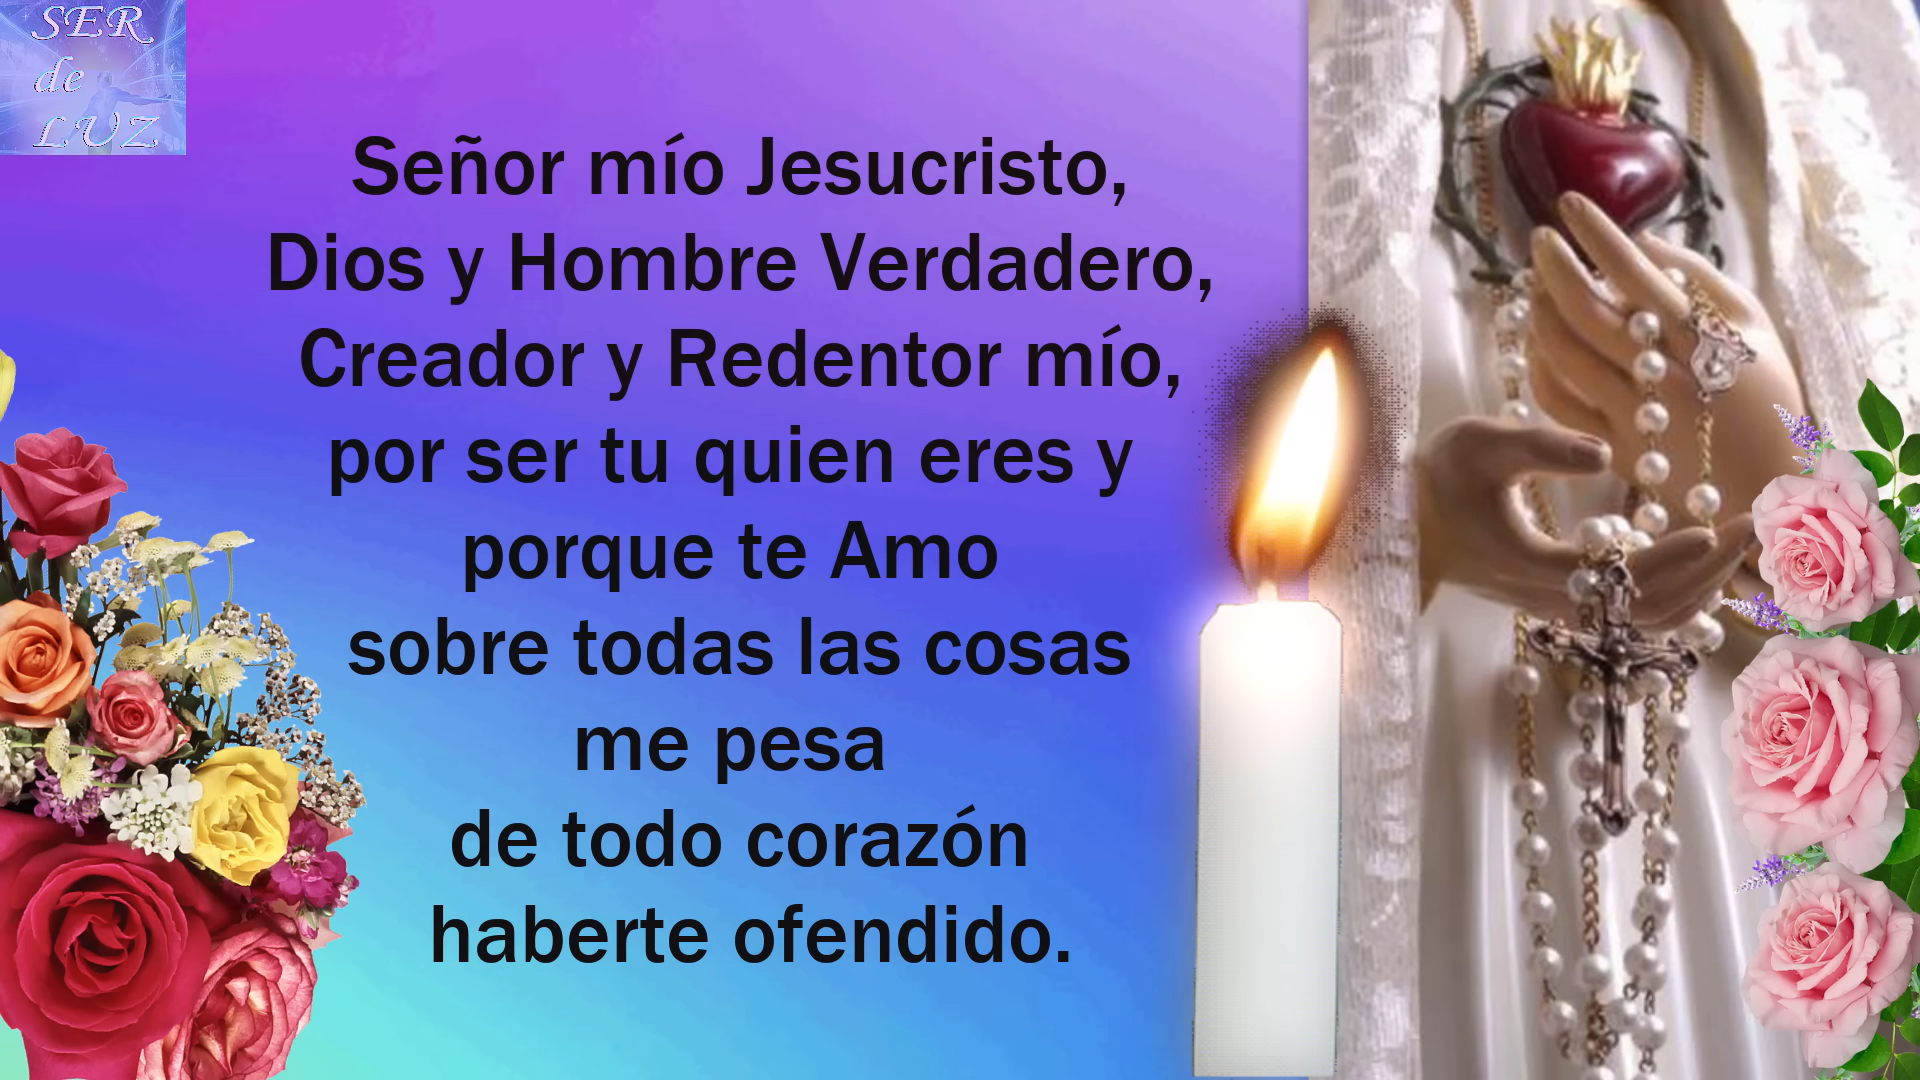 SER
de
LUZ
Señor mío Jesucristo,
Dios y Hombre Verdadero,
Creador y Redentor mío,
por ser tu quien eres y
porque te Amo
sobre todas las cosas
me pesa
de todo corazón
haberte ofendido.